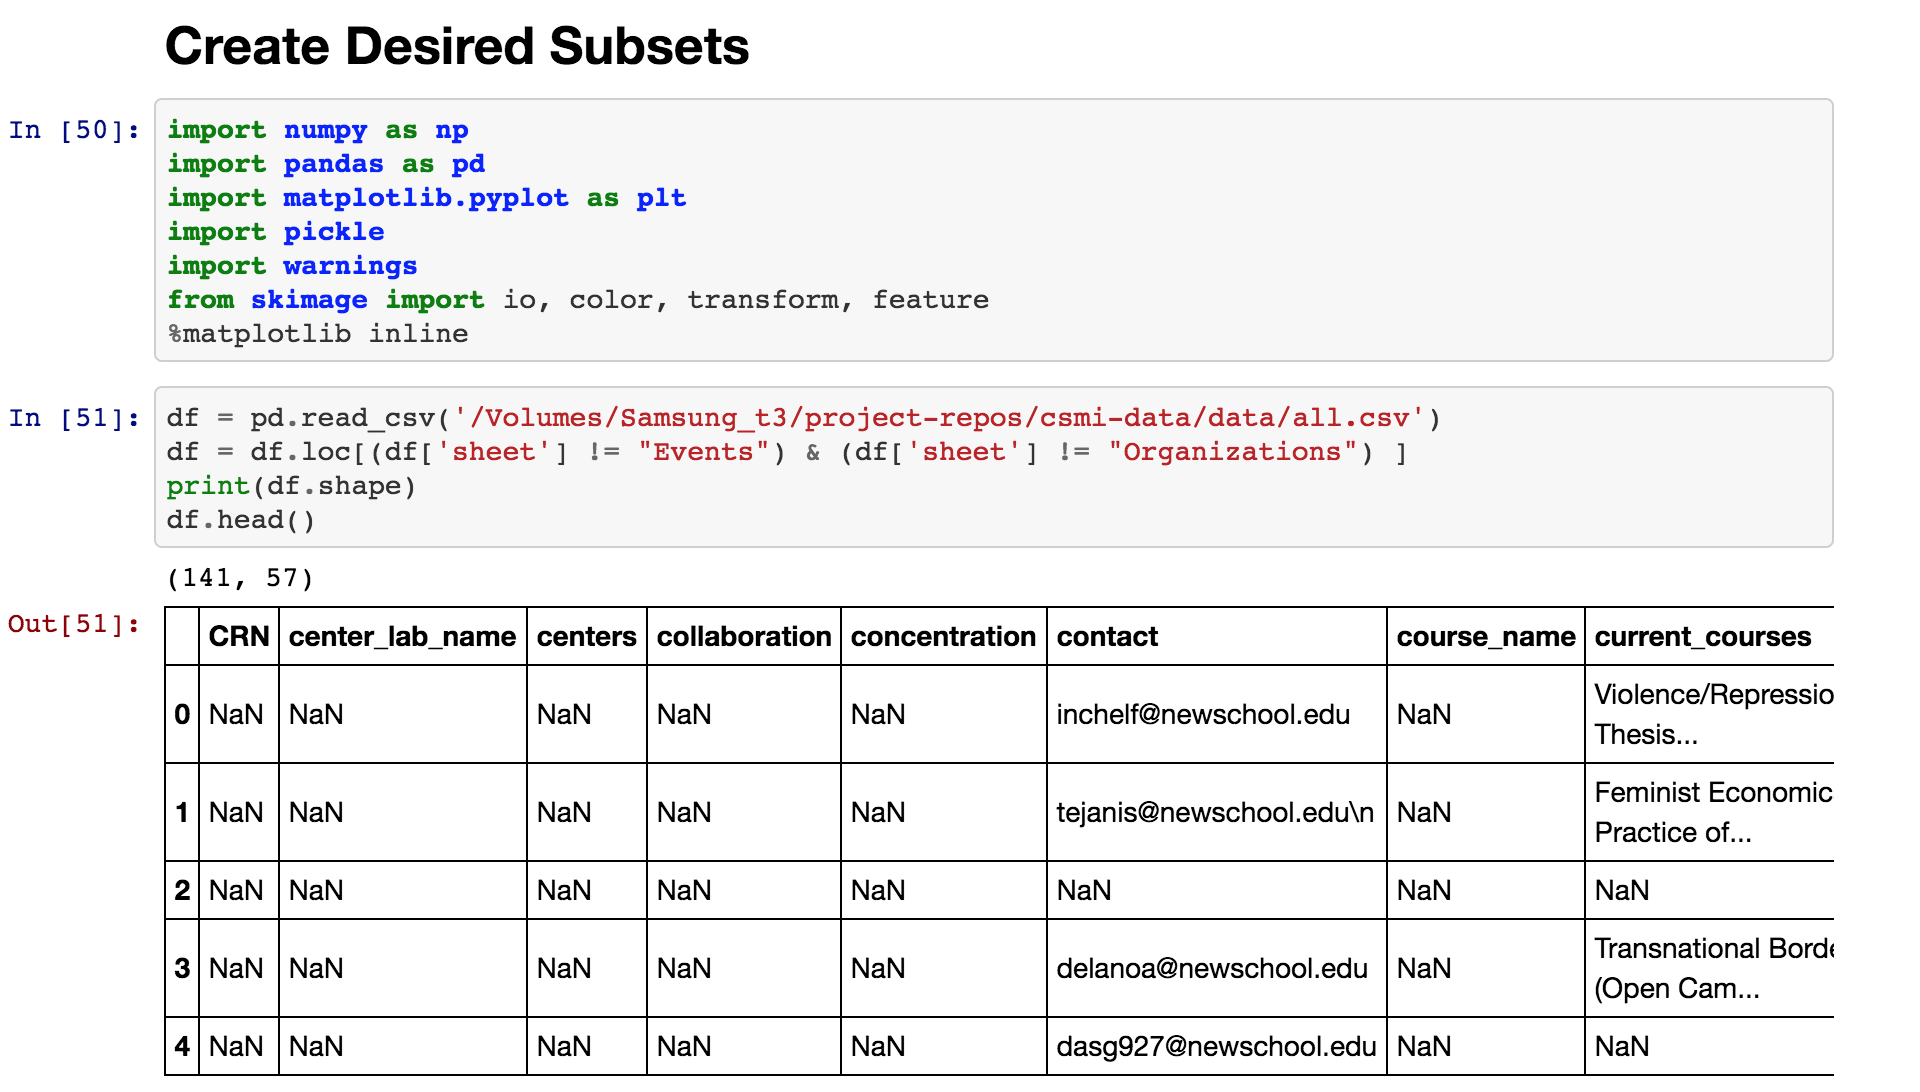 Create Desired Subsets
In [50]:
import numpy as np
import pandas as pd
import matplotlib.pyplot as plt
import pickle
import warnings
from skimage import io, color, transform, feature
%matplotlib inline
In [51]:
df = pd.read_csv('/Volumes/Samsung_t3/project-repos/csmi-data/data/all.csv')
df = df.loc[(df['sheet'] != "Events") & (df['sheet'] != "Organizations") ]
print(df.shape)
df.head()
(141, 57)
Out[51]:
CRN center_lab_name centers collaboration concentration contact course_name current_courses
0 NaN NaN NaN NaN NaN inchelf@newschool.edu NaN Violence/Repressio
Thesis...
1 NaN NaN NaN NaN NaN tejanis@newschool.edu\n NaN Feminist Economic
Practice of...
2 NaN NaN NaN NaN NaN NaN NaN NaN
3 NaN NaN NaN NaN NaN delanoa@newschool.edu NaN Transnational Borde
(Open Cam...
4 NaN NaN NaN NaN NaN dasg927@newschool.edu NaN NaN